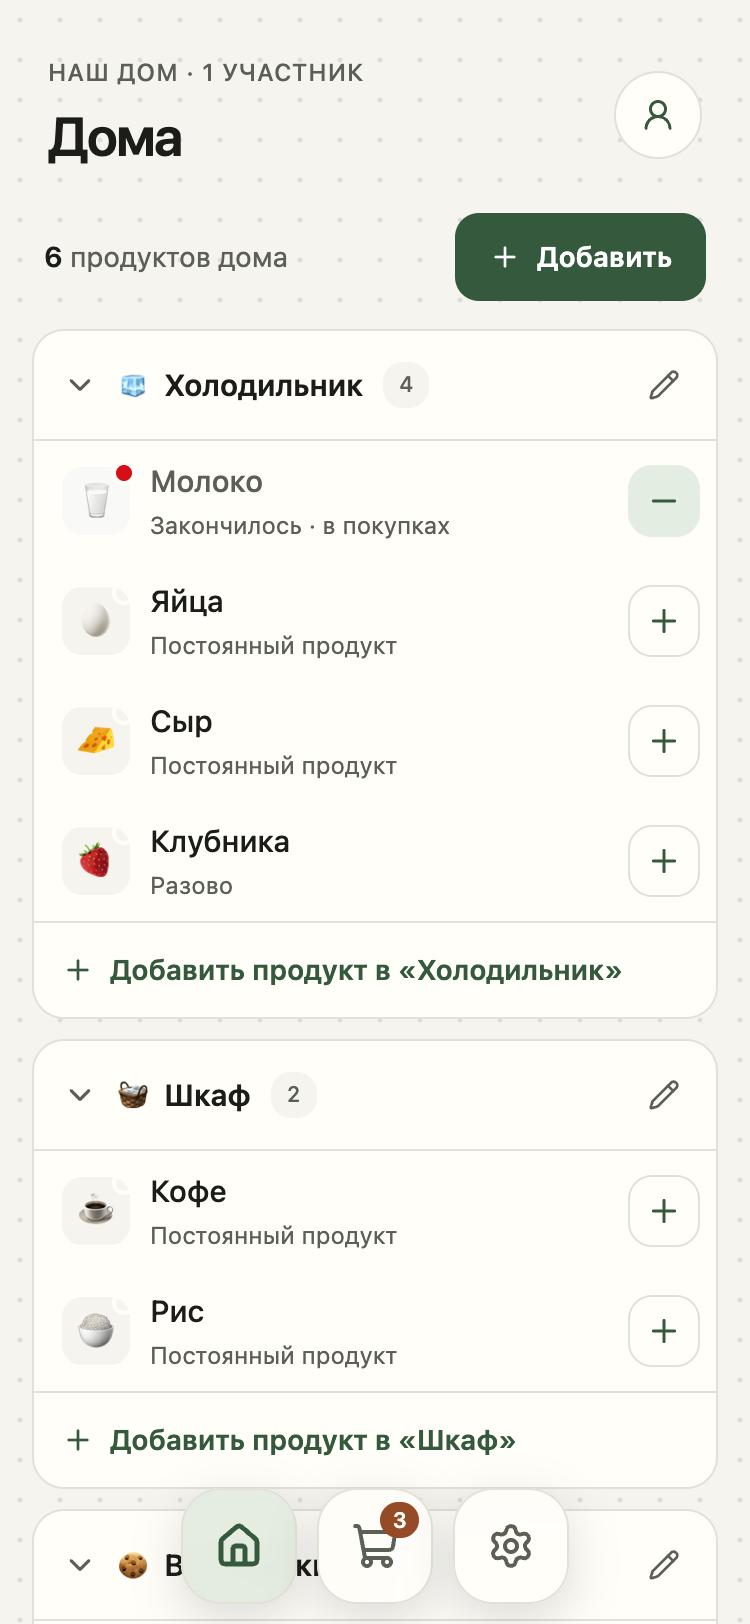 НАШ ДОМ · 1 УЧАСТНИК
Дома
6 продуктов дома
+ Добавить
Холодильник 4
Молоко
Закончилось · в покупках
Яйца
Постоянный продукт
Сыр
Постоянный продукт
Клубника
Разово
+ Добавить продукт в «Холодильник»
Шкаф 2
Кофе
Постоянный продукт
Рис
Постоянный продукт
+ Добавить продукт в «Шкаф»
3